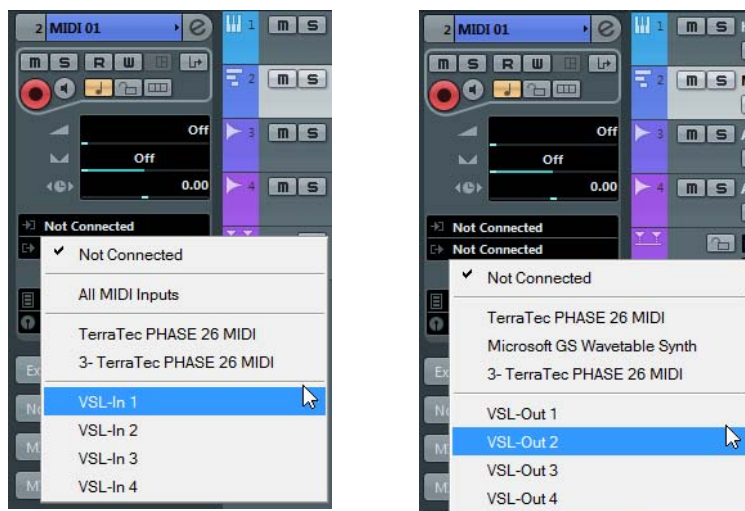 2 MIDI 01 e 1 m S
m S R W
2 m S
Off
3 m S
Off
0.00 4 m S
Not Connected
Not Connected
All MIDI Inputs
TerraTec PHASE 26 MIDI
3- TerraTec PHASE 26 MIDI
VSL-In 1
VSL-In 2
VSL-In 3
VSL-In 4
2 MIDI 01 e 1 m S
m S R W
2 m S
Off
3 m S
Off
0.00 4 m S
Not Connected
Not Connected
Not Connected
TerraTec PHASE 26 MIDI
Microsoft GS Wavetable Synth
3- TerraTec PHASE 26 MIDI
VSL-Out 1
VSL-Out 2
VSL-Out 3
VSL-Out 4